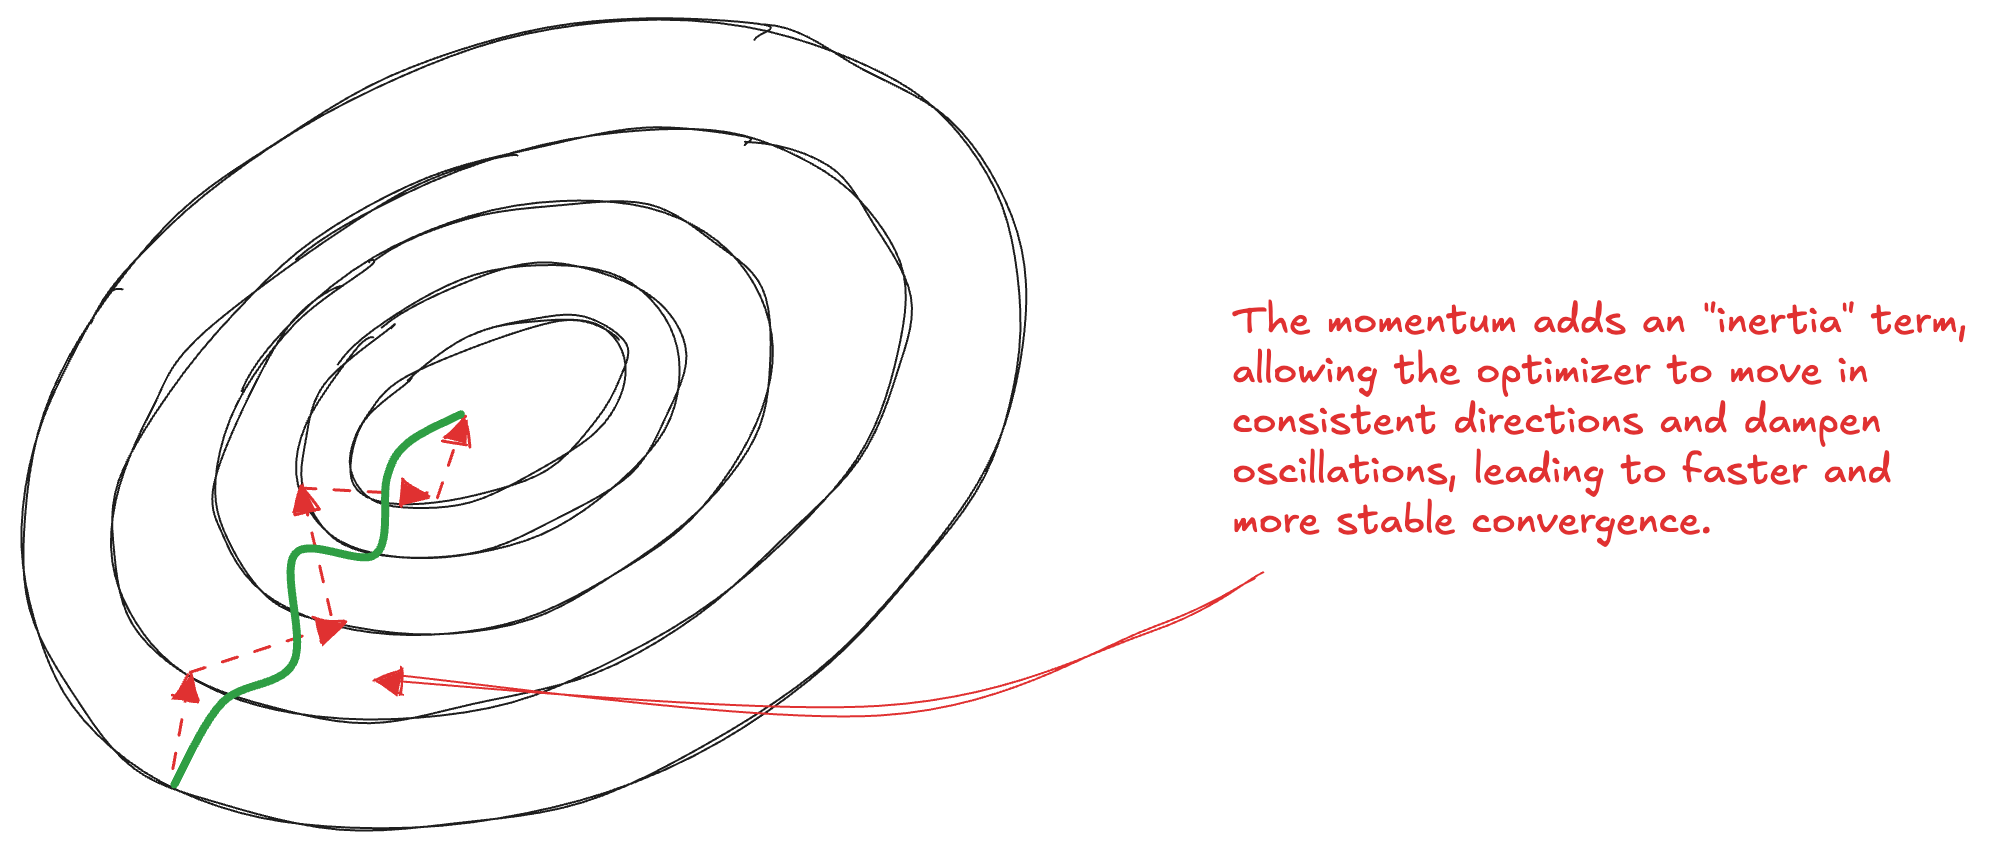 The momentum adds an "inertia" term,
allowing the optimizer to move in
consistent directions and dampen
oscillations, leading to faster and
more stable convergence.